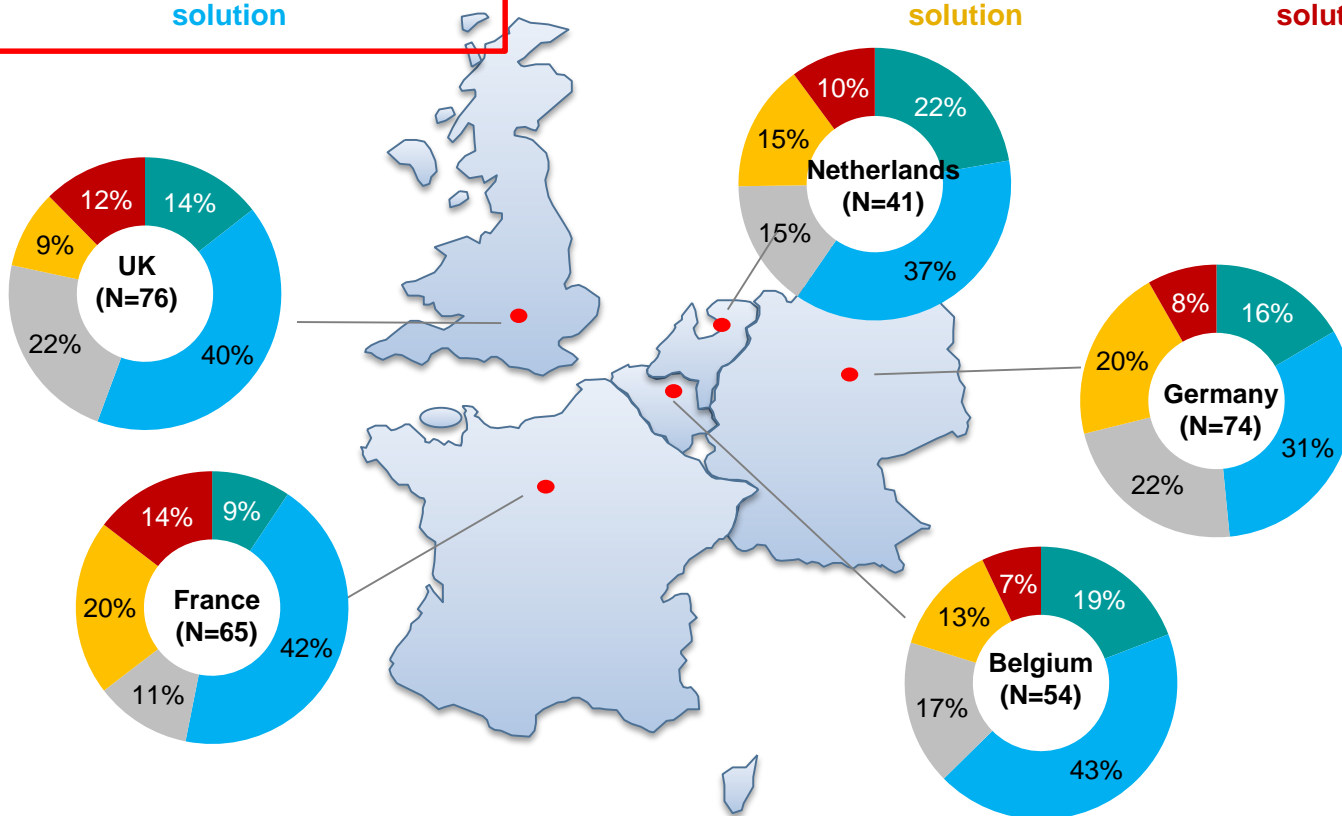 solution
solution
10%
22%
15%
Netherlands
(N=41)
15%
37%
12%
14%
9%
UK
(N=76)
22%
40%
8%
16%
20%
Germany
(N=74)
31%
22%
14%
9%
20%
France
(N=65)
42%
11%
7%
19%
13%
Belgium
(N=54)
17%
43%